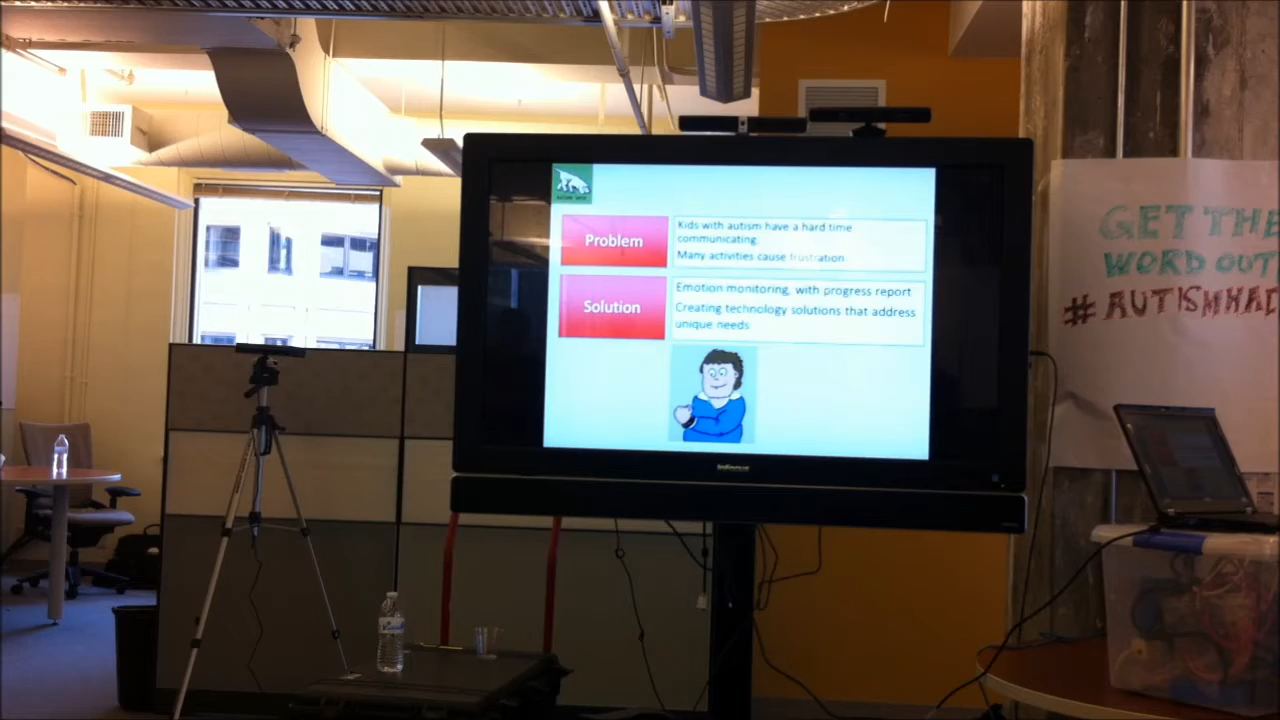 Problem
Kids with autism have a hard time
communicating.
Many activities cause frustration
Solution
Emotion monitoring, with progress report
Creating technology solutions that address
unique needs
GET THE
WORD OUT
# AUTISMHAC